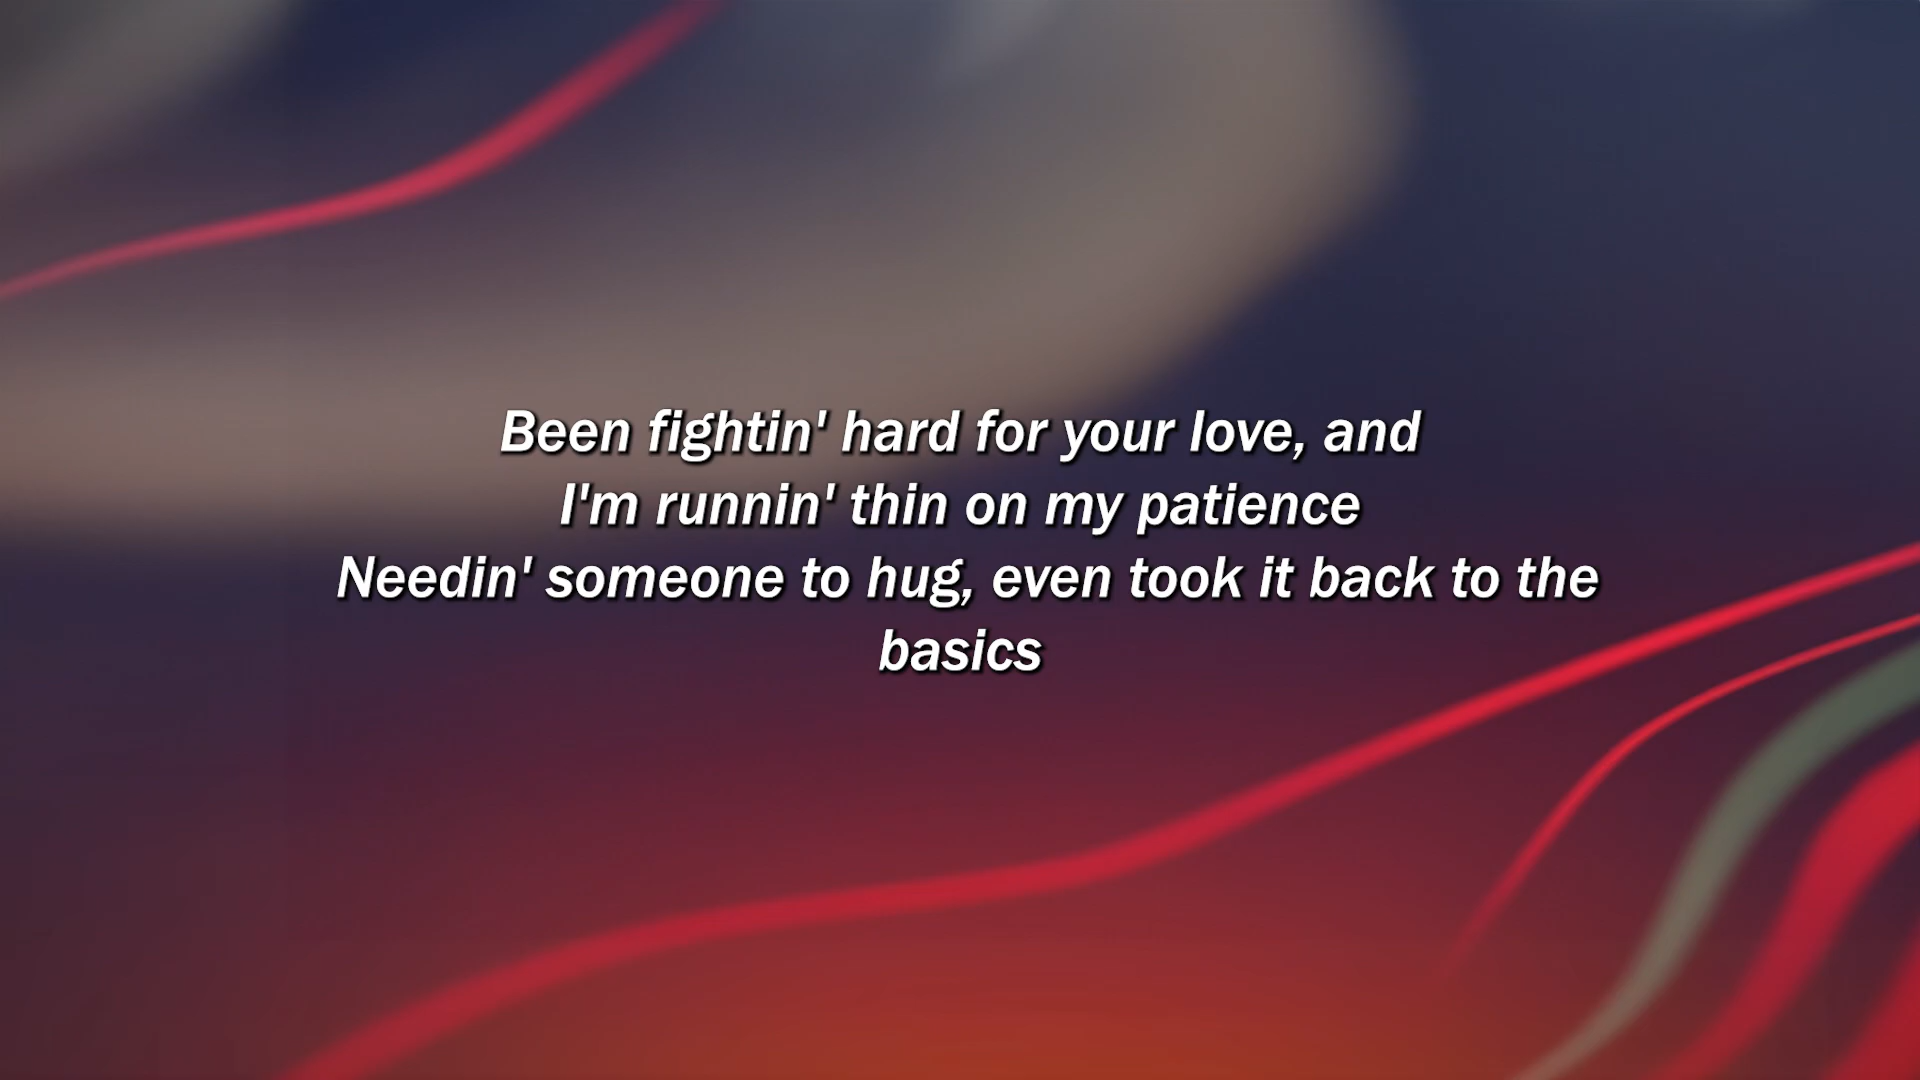 Been fightin' hard for your love, and
I'm runnin' thin on my patience
Needin' someone to hug, even took it back to the
basics